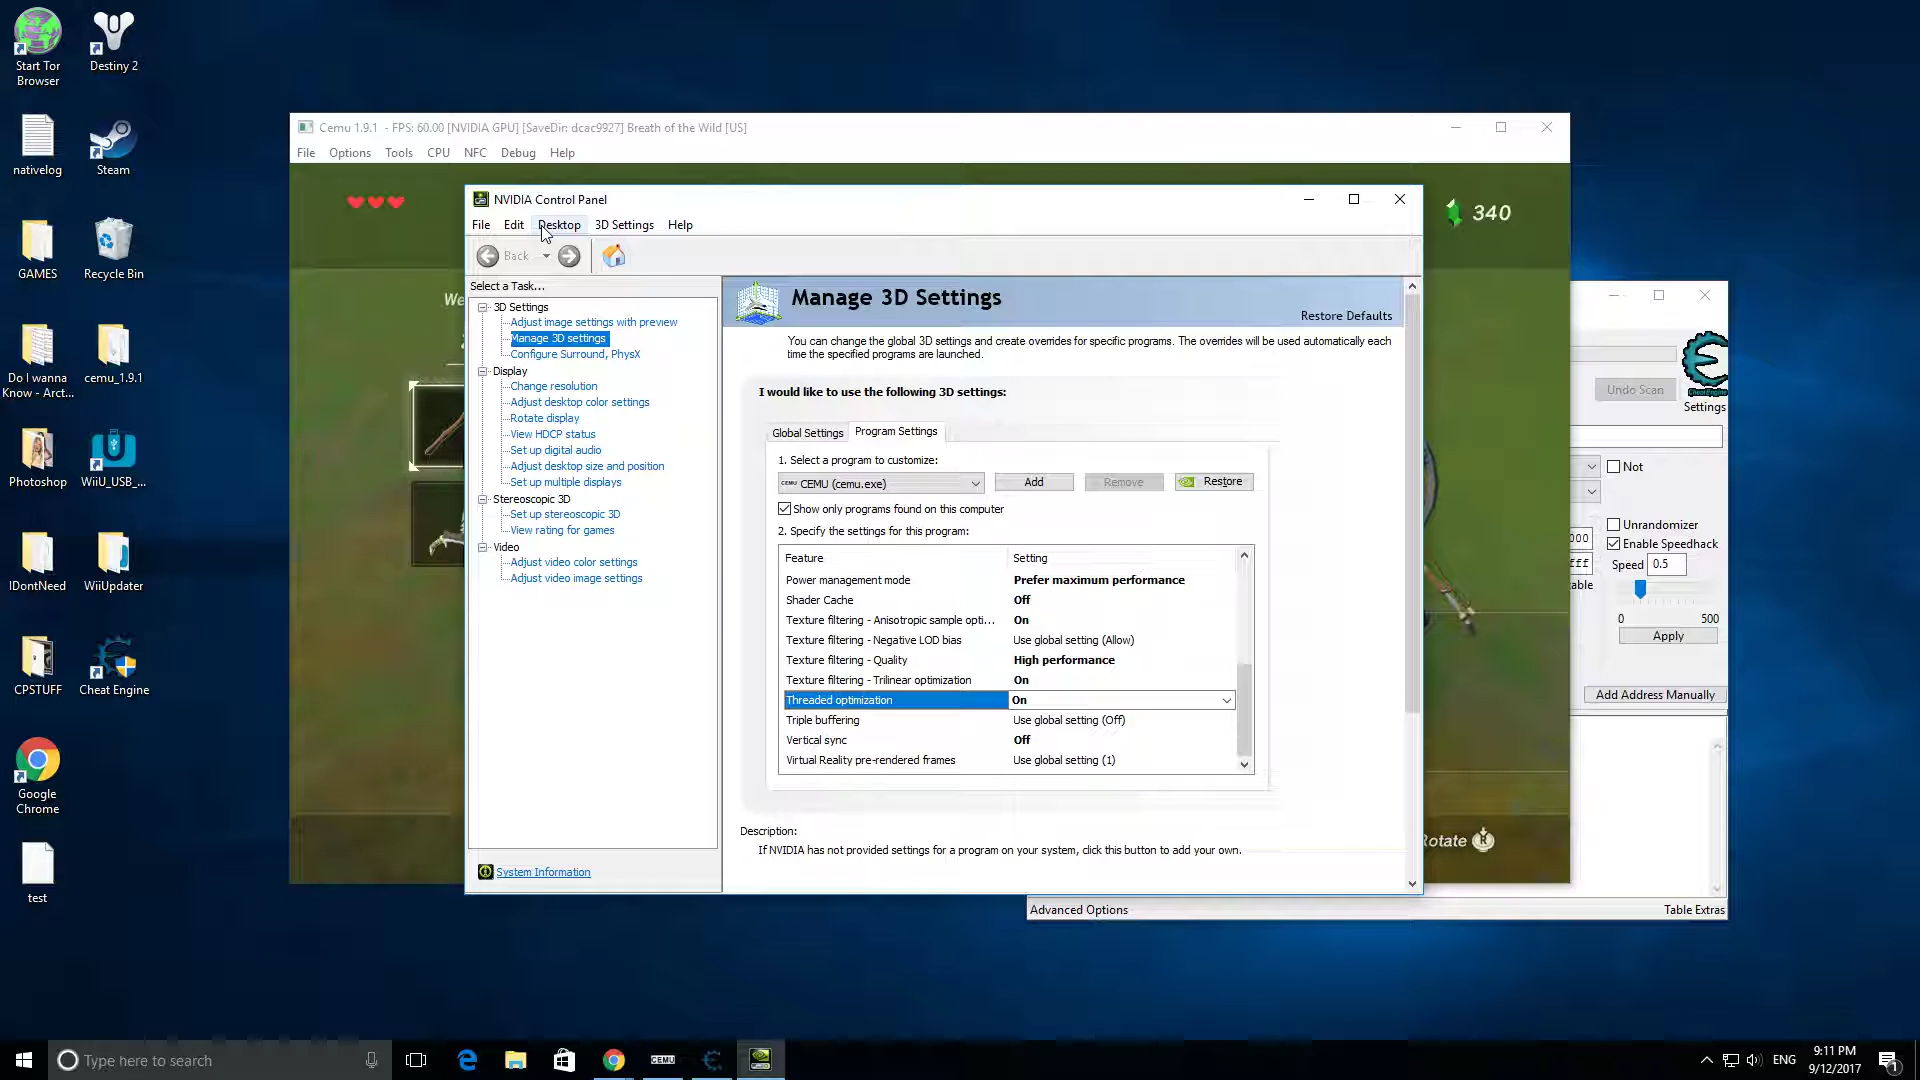 Start Tor
Browser
Destiny 2
nativelog
Steam
GAMES
Recycle Bin
Do I wanna
Know - Arct...
cemu_1.9.1
Photoshop
WiiU_USB_...
IDontNeed
WiiUpdater
CPSTUFF
Cheat Engine
Google
Chrome
test
Cemu 1.9.1 - FPS: 60.00 [NVIDIA GPU] [SaveDir: dcac9927] Breath of the Wild [US]
File Options Tools CPU NFC Debug Help
340
We
Rotate R
NVIDIA Control Panel
File Edit Desktop 3D Settings Help
Back
Select a Task...
3D Settings
Adjust image settings with preview
Manage 3D settings
Configure Surround, PhysX
Display
Change resolution
Adjust desktop color settings
Rotate display
View HDCP status
Set up digital audio
Adjust desktop size and position
Set up multiple displays
Stereoscopic 3D
Set up stereoscopic 3D
View rating for games
Video
Adjust video color settings
Adjust video image settings
System Information
Manage 3D Settings
Restore Defaults
You can change the global 3D settings and create overrides for specific programs. The overrides will be used automatically each
time the specified programs are launched.
I would like to use the following 3D settings:
Global Settings Program Settings
1. Select a program to customize:
CEMU CEMU (cemu.exe) Add Remove Restore
Show only programs found on this computer
2. Specify the settings for this program:
Feature Setting
Power management mode Prefer maximum performance
Shader Cache Off
Texture filtering - Anisotropic sample opti... On
Texture filtering - Negative LOD bias Use global setting (Allow)
Texture filtering - Quality High performance
Texture filtering - Trilinear optimization On
Threaded optimization On
Triple buffering Use global setting (Off)
Vertical sync Off
Virtual Reality pre-rendered frames Use global setting (1)
Description:
If NVIDIA has not provided settings for a program on your system, click this button to add your own.
Undo Scan
Settings
Not
Unrandomizer
000
Enable Speedhack
fff
Speed 0.5
able
0 500
Apply
Add Address Manually
Advanced Options Table Extras
Type here to search
CEMU
ENG
9:11 PM
9/12/2017
1